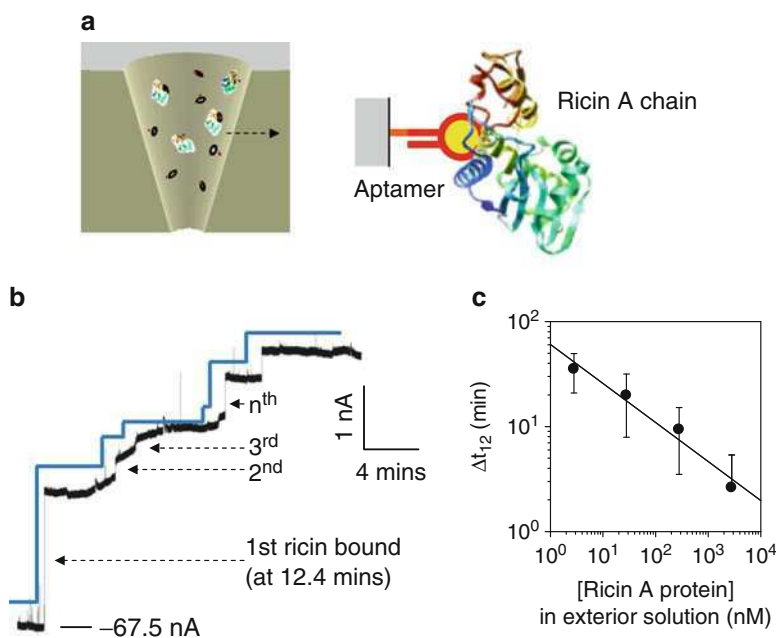 a
Ricin A chain
Aptamer
b
nth
3rd
2nd
1 nA
4 mins
1st ricin bound
(at 12.4 mins)
−67.5 nA
c
10²
10¹
10⁰
Δt₁₂ (min)
10⁰ 10¹ 10² 10³ 10⁴
[Ricin A protein]
in exterior solution (nM)